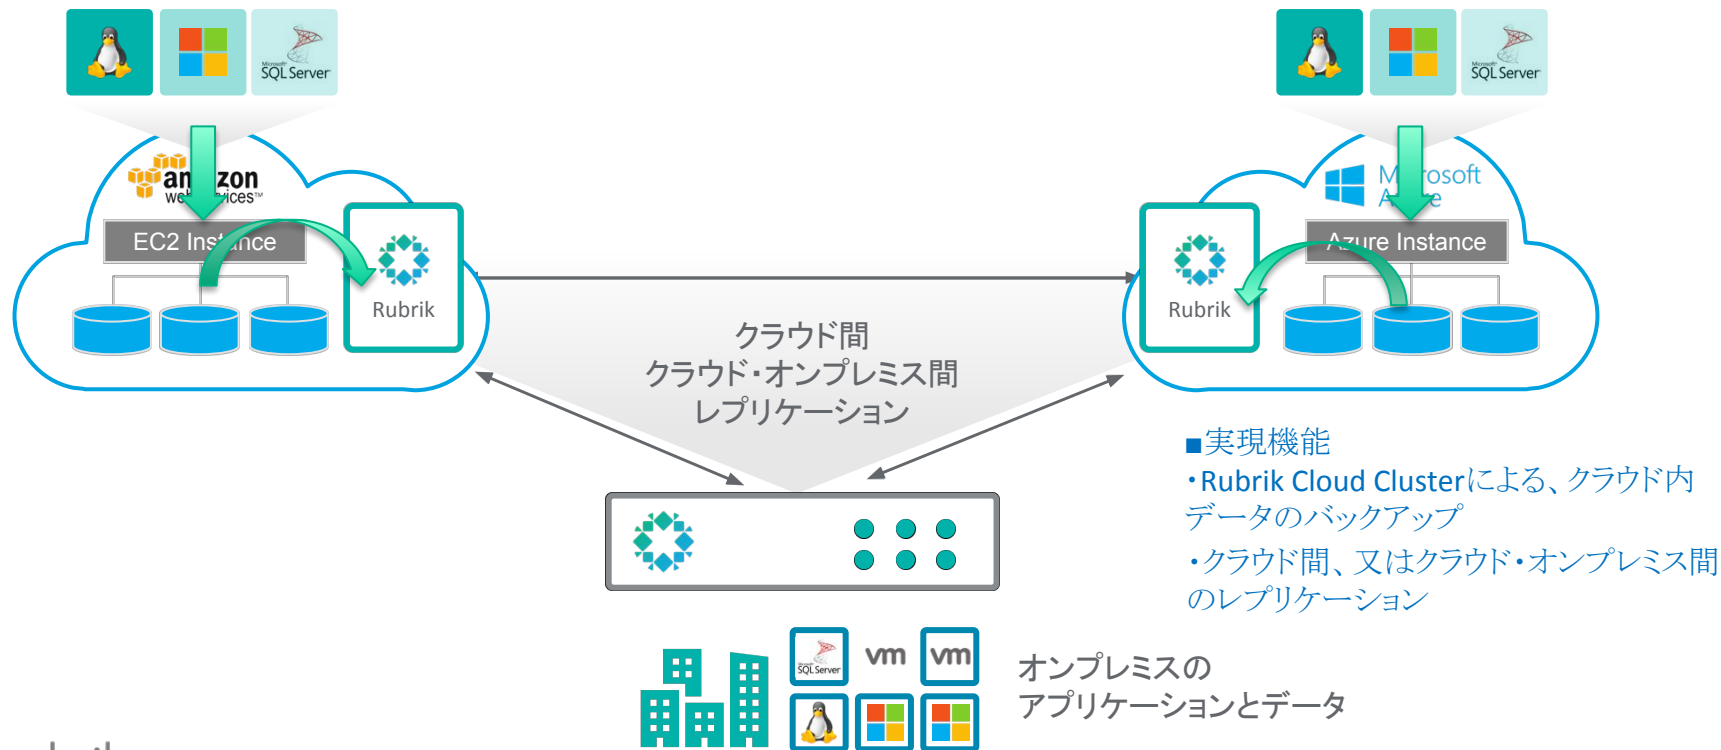 Microsoft
SQL Server
Microsoft
SQL Server
amazon
web services™
Microsoft
Azure
EC2 Instance
Azure Instance
Rubrik
Rubrik
クラウド間
クラウド・オンプレミス間
レプリケーション
■実現機能
・Rubrik Cloud Clusterによる、クラウド内
データのバックアップ
・クラウド間、又はクラウド・オンプレミス間
のレプリケーション
Microsoft
SQL Server
vm
vm
オンプレミスの
アプリケーションとデータ